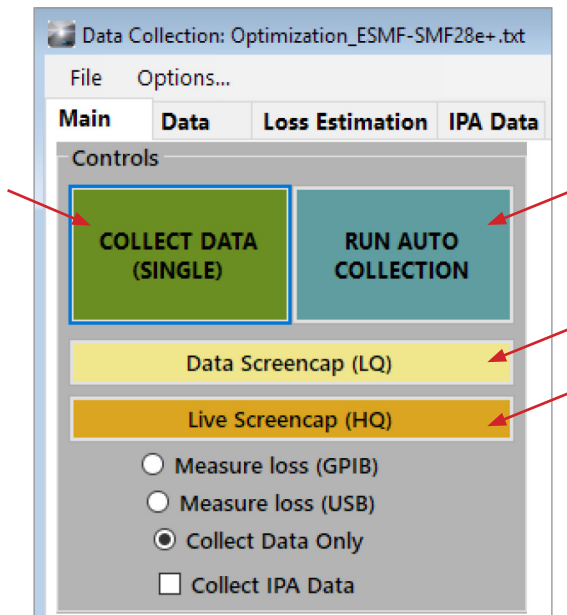 Data Collection: Optimization_ESMF-SMF28e+.txt
File Options...
Main Data Loss Estimation IPA Data
Controls
COLLECT DATA
(SINGLE)
RUN AUTO
COLLECTION
Data Screencap (LQ)
Live Screencap (HQ)
Measure loss (GPIB)
Measure loss (USB)
Collect Data Only
Collect IPA Data